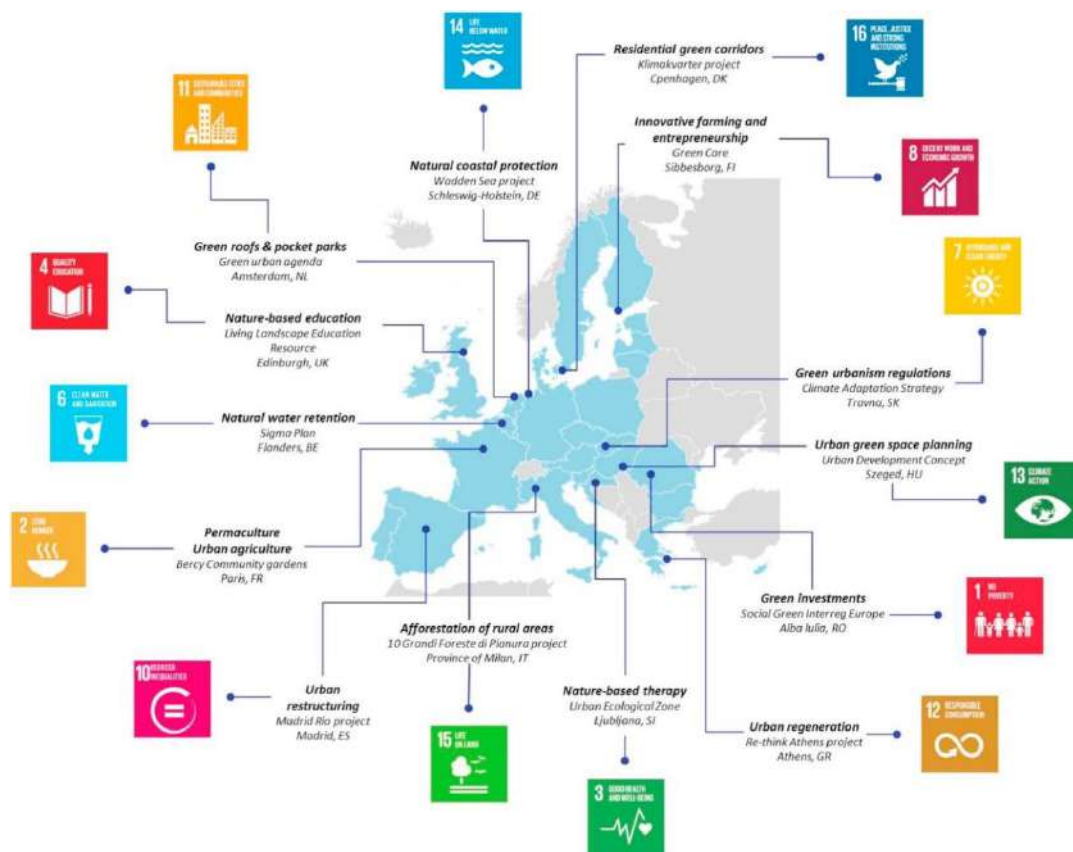 14 LIFE
BELOW WATER
Residential green corridors
Klimakvarter project
Cpenhagen, DK
16 PEACE, JUSTICE
AND STRONG
INSTITUTIONS
11 SUSTAINABLE CITIES
AND COMMUNITIES
Innovative farming and
entrepreneurship
Green Care
Sibbesborg, FI
8 DECENT WORK AND
ECONOMIC GROWTH
Natural coastal protection
Wadden Sea project
Schleswig-Holstein, DE
Green roofs & pocket parks
Green urban agenda
Amsterdam, NL
7 AFFORDABLE AND
CLEAN ENERGY
4 QUALITY
EDUCATION
Nature-based education
Living Landscape Education
Resource
Edinburgh, UK
Green urbanism regulations
Climate Adaptation Strategy
Travna, SK
6 CLEAN WATER
AND SANITATION
Natural water retention
Sigma Plan
Flanders, BE
Urban green space planning
Urban Development Concept
Szeged, HU
13 CLIMATE
ACTION
2 ZERO
HUNGER
Permaculture
Urban agriculture
Bercy Community gardens
Paris, FR
Green investments
Social Green Interreg Europe
Alba Iulia, RO
1 NO
POVERTY
Afforestation of rural areas
10 Grandi Foreste di Pianura project
Province of Milan, IT
10 REDUCED
INEQUALITIES
Urban
restructuring
Madrid Rio project
Madrid, ES
Nature-based therapy
Urban Ecological Zone
Ljubljana, SI
Urban regeneration
Re-think Athens project
Athens, GR
12 RESPONSIBLE
CONSUMPTION
15 LIFE
ON LAND
3 GOOD HEALTH
AND WELL-BEING